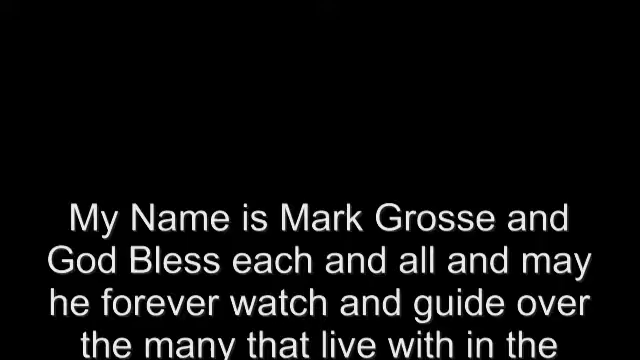 My Name is Mark Grosse and
God Bless each and all and may
he forever watch and guide over
the many that live with in the